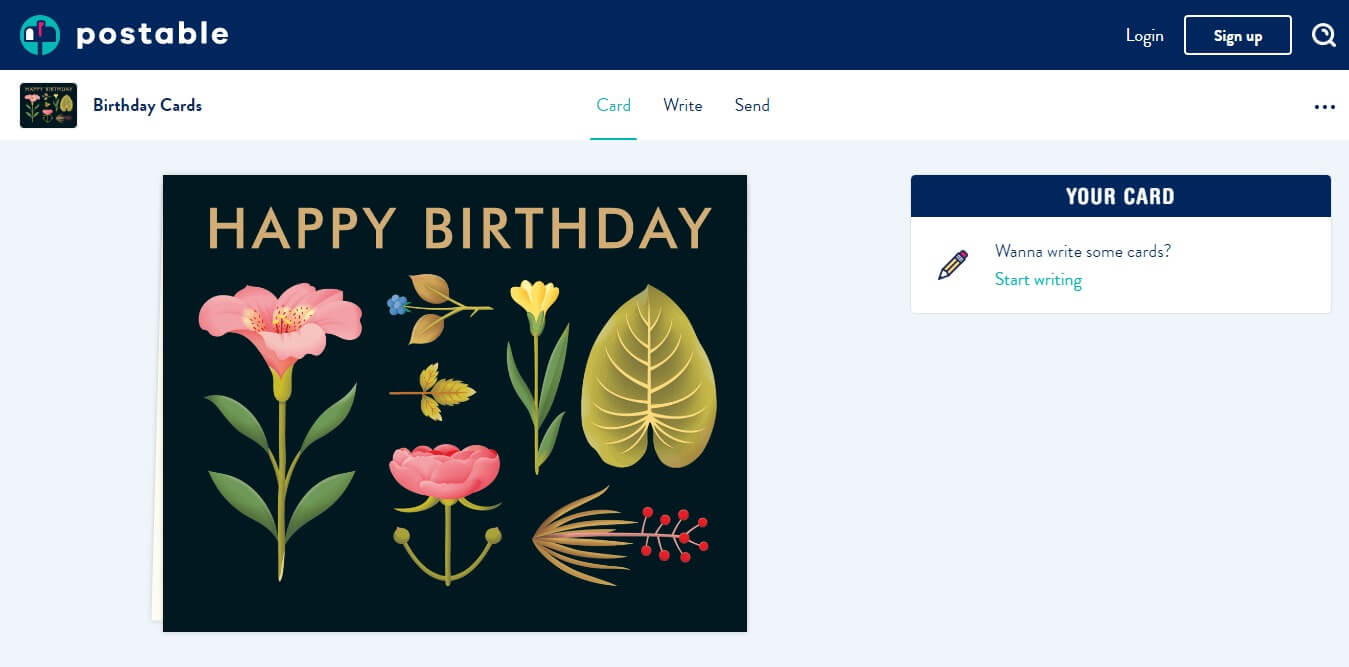 postable
Login
Sign up
Birthday Cards
Card
Write
Send
HAPPY BIRTHDAY
YOUR CARD
Wanna write some cards?
Start writing